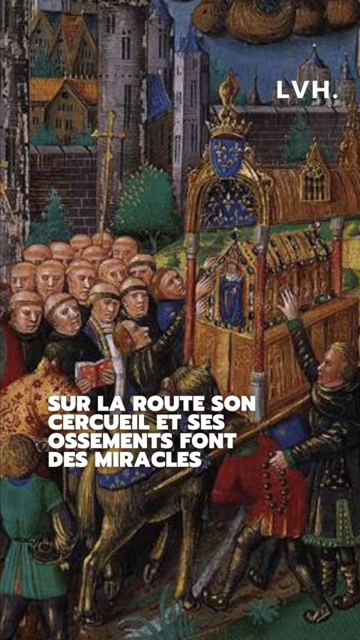 LVH.
SUR LA ROUTE SON
CERCUEIL ET SES
OSSEMENTS FONT
DES MIRACLES